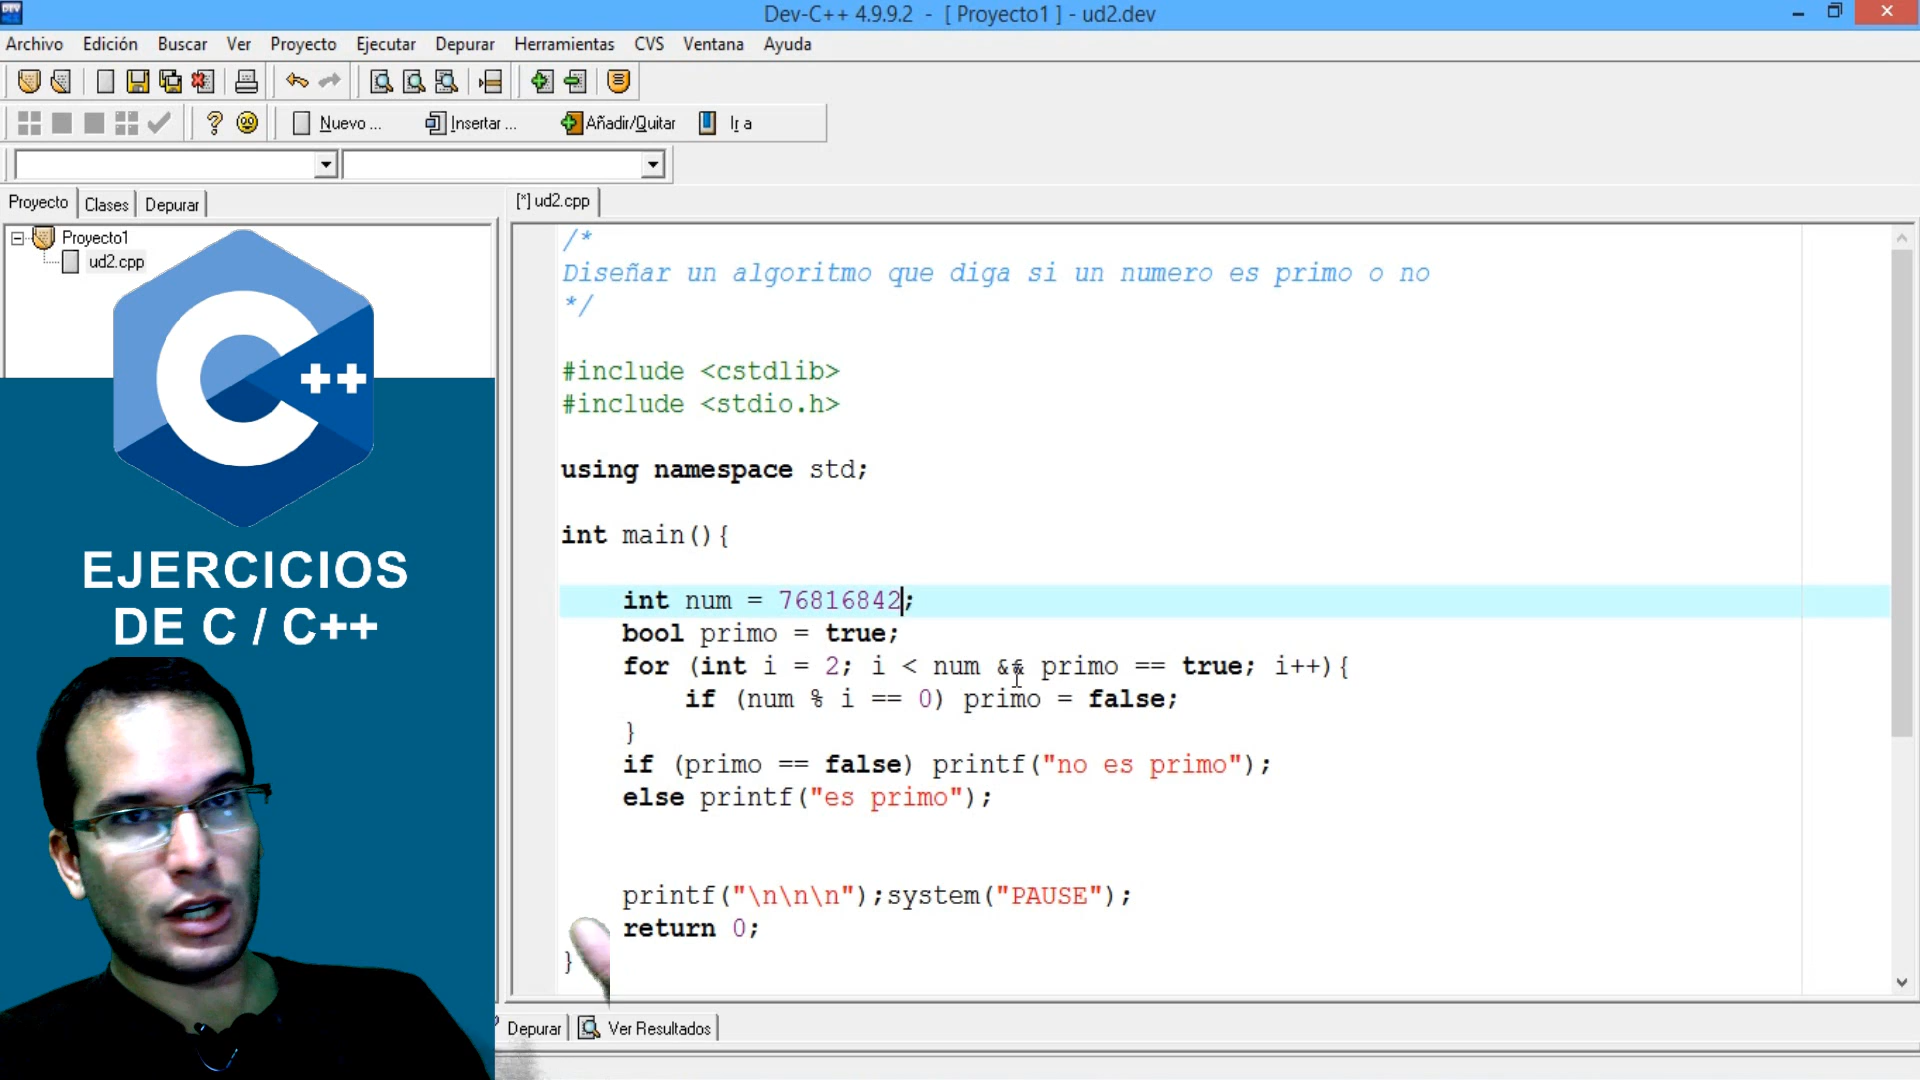 Dev-C++ 4.9.9.2 - [ Proyecto1 ] - ud2.dev
Archivo Edición Buscar Ver Proyecto Ejecutar Depurar Herramientas CVS Ventana Ayuda
Nuevo ... Insertar ... Añadir/Quitar Ir a
Proyecto Clases Depurar
[*] ud2.cpp
Proyecto1
ud2.cpp
++
EJERCICIOS
DE C / C++
/*
Diseñar un algoritmo que diga si un numero es primo o no
*/
#include <cstdlib>
#include <stdio.h>
using namespace std;
int main(){
int num = 76816842;
bool primo = true;
for (int i = 2; i < num && primo == true; i++){
if (num % i == 0) primo = false;
}
if (primo == false) printf("no es primo");
else printf("es primo");
printf("\n\n\n");system("PAUSE");
return 0;
}
Depurar Ver Resultados